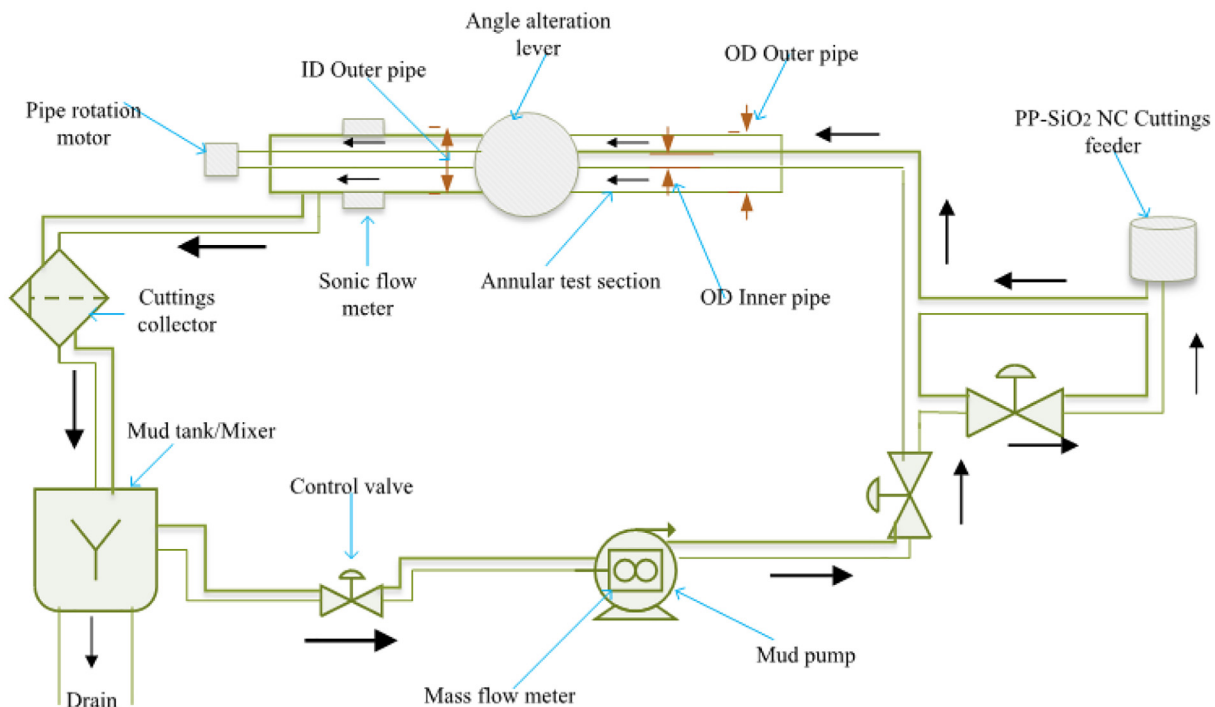 Angle alteration
lever
OD Outer pipe
ID Outer pipe
Pipe rotation
motor
PP-SiO2 NC Cuttings
feeder
Sonic flow
meter
Annular test section
OD Inner pipe
Cuttings
collector
Mud tank/Mixer
Control valve
Mud pump
Mass flow meter
Drain